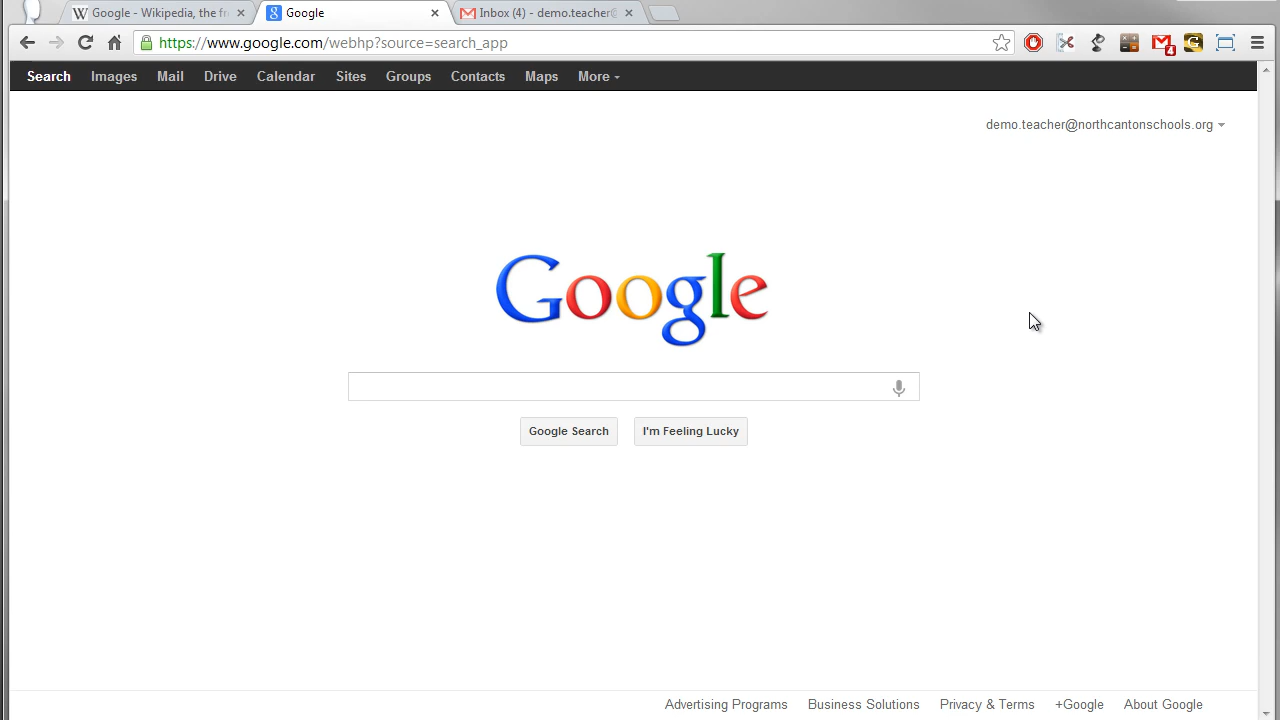 Google - Wikipedia, the fr
Google
Inbox (4) - demo.teacher@
https://www.google.com/webhp?source=search_app
4
Search Images Mail Drive Calendar Sites Groups Contacts Maps More
demo.teacher@northcantonschools.org
Google
Google Search I'm Feeling Lucky
Advertising Programs Business Solutions Privacy & Terms +Google About Google